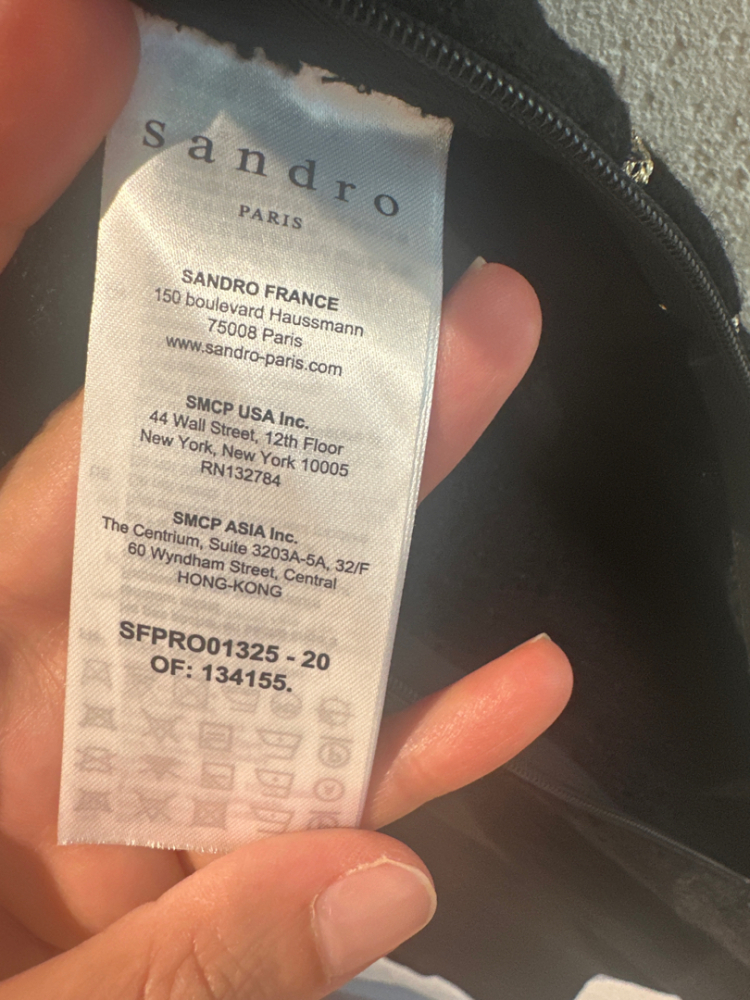 sandro
PARIS
SANDRO FRANCE
150 boulevard Haussmann
75008 Paris
www.sandro-paris.com
SMCP USA Inc.
44 Wall Street, 12th Floor
New York, New York 10005
RN132784
SMCP ASIA Inc.
The Centrium, Suite 3203A-5A, 32/F
60 Wyndham Street, Central
HONG-KONG
SFPRO01325 - 20
OF: 134155.